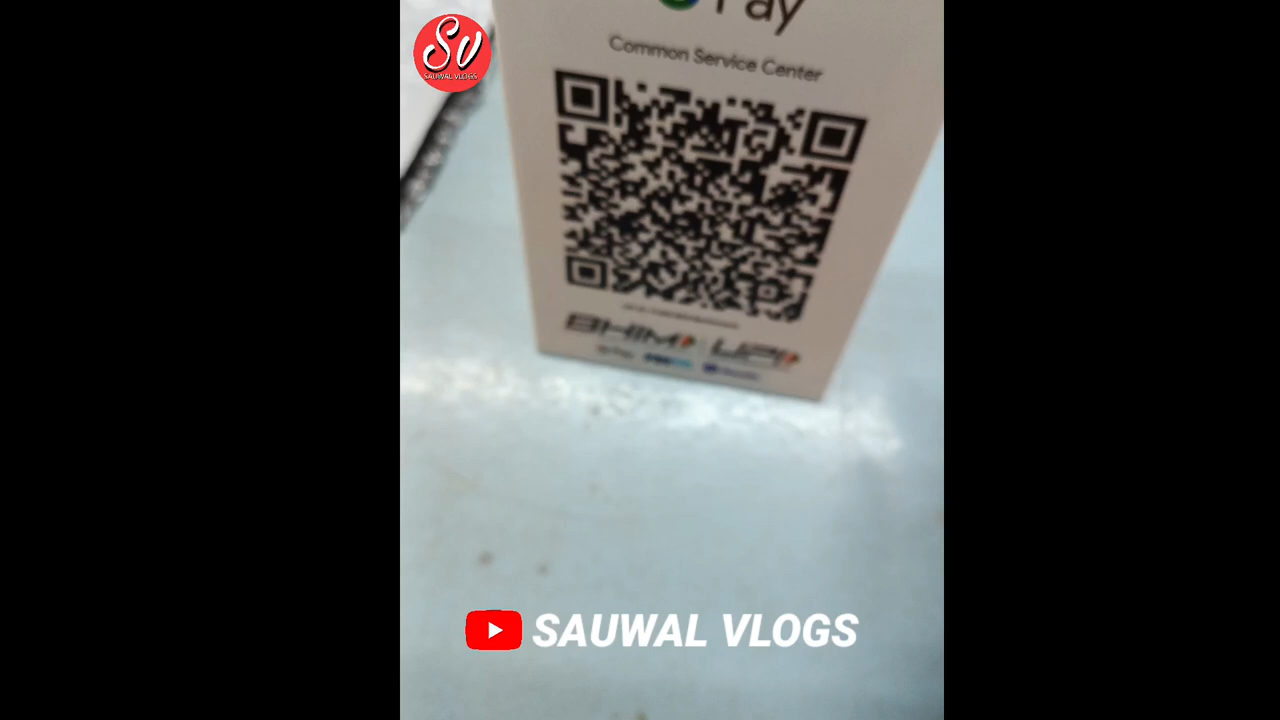 SV
SAUWAL VLOGS
Pay
Common Service Center
BHIM UPI
SAUWAL VLOGS